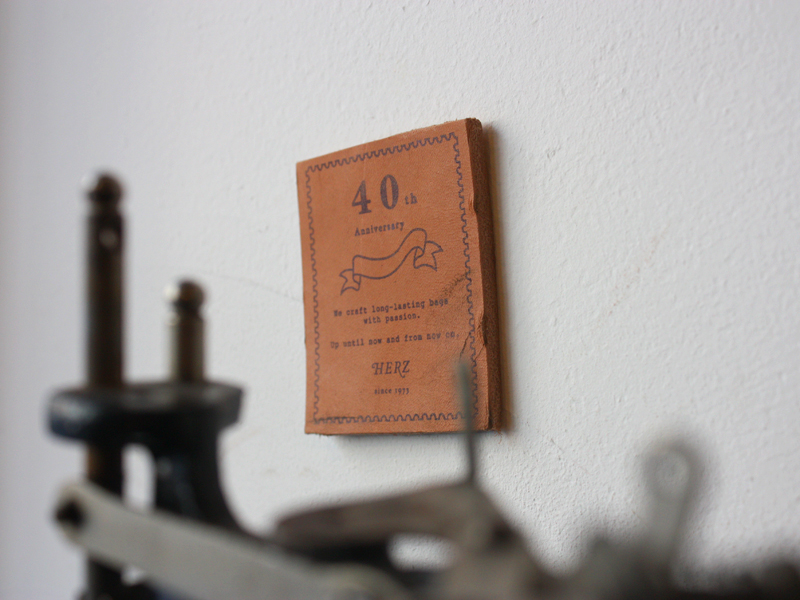 40th
Anniversary
We craft long-lasting bags
with passion.
Up until now and from now on.
HERZ
since 1973